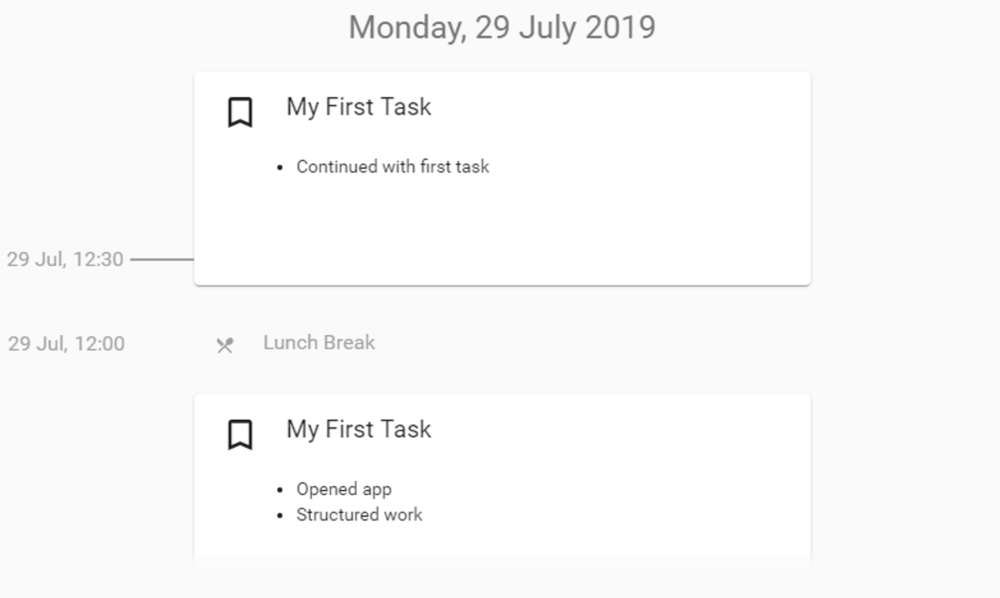 Monday, 29 July 2019
My First Task
Continued with first task
29 Jul, 12:30
29 Jul, 12:00
Lunch Break
My First Task
Opened app
Structured work